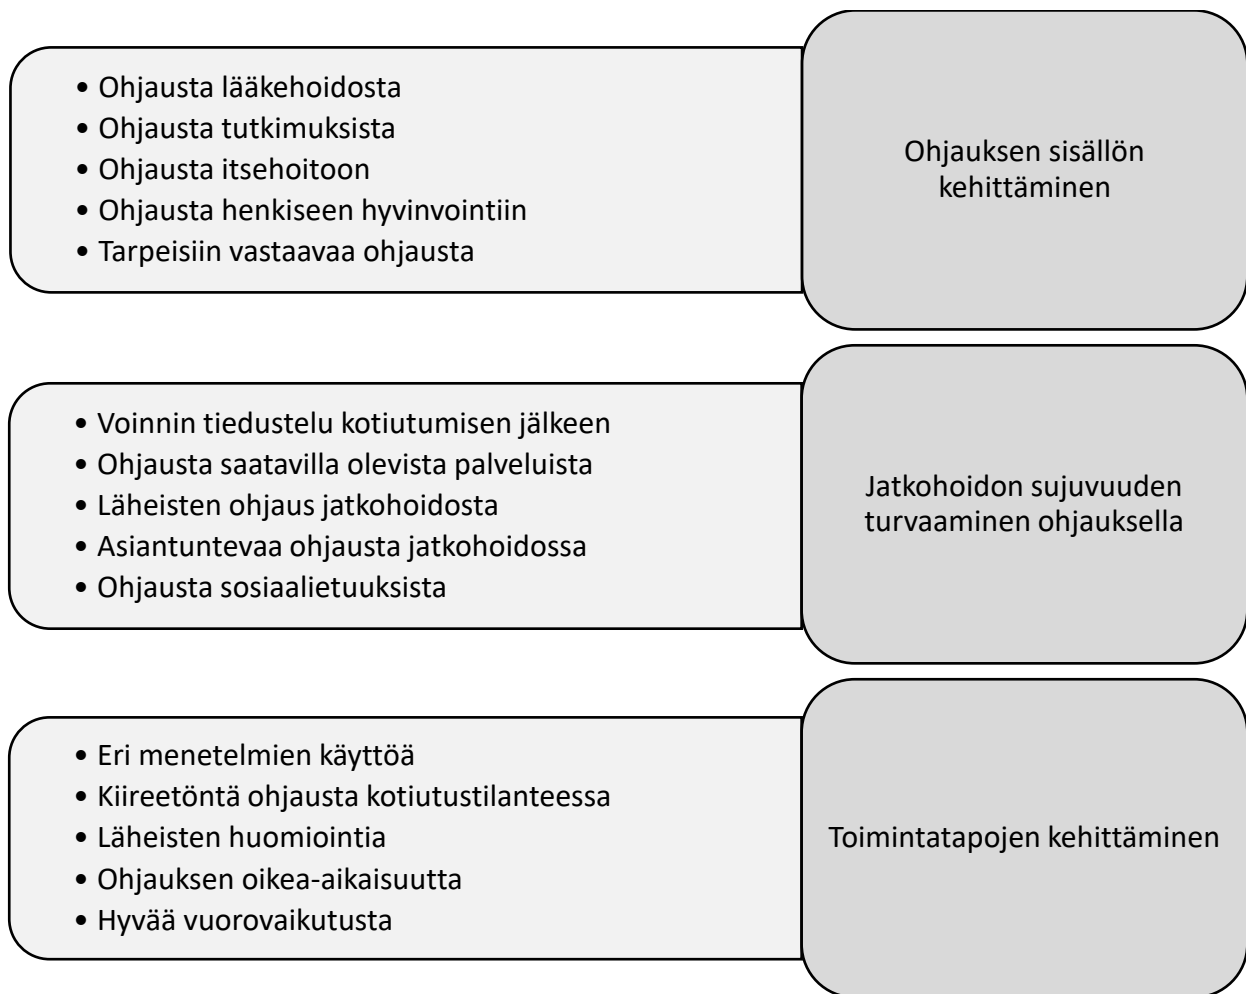 • Ohjausta lääkehoidosta
• Ohjausta tutkimuksista
• Ohjausta itsehoitoon
• Ohjausta henkiseen hyvinvointiin
• Tarpeisiin vastaavaa ohjausta
Ohjauksen sisällön
kehittäminen
• Voinnin tiedustelu kotiutumisen jälkeen
• Ohjausta saatavilla olevista palveluista
• Läheisten ohjaus jatkohoidosta
• Asiantuntevaa ohjausta jatkohoidossa
• Ohjausta sosiaalietuuksista
Jatkohoidon sujuvuuden
turvaaminen ohjauksella
• Eri menetelmien käyttöä
• Kiireetöntä ohjausta kotiutustilanteessa
• Läheisten huomiointia
• Ohjauksen oikea-aikaisuutta
• Hyvää vuorovaikutusta
Toimintatapojen kehittäminen